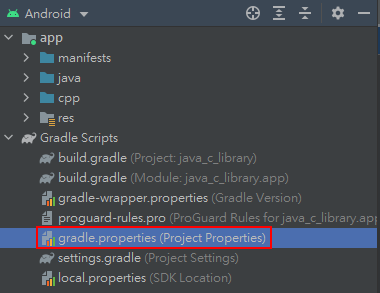 Android
app
manifests
java
cpp
res
Gradle Scripts
build.gradle (Project: java_c_library)
build.gradle (Module: java_c_library.app)
gradle-wrapper.properties (Gradle Version)
proguard-rules.pro (ProGuard Rules for java_c_library.app
gradle.properties (Project Properties)
settings.gradle (Project Settings)
local.properties (SDK Location)